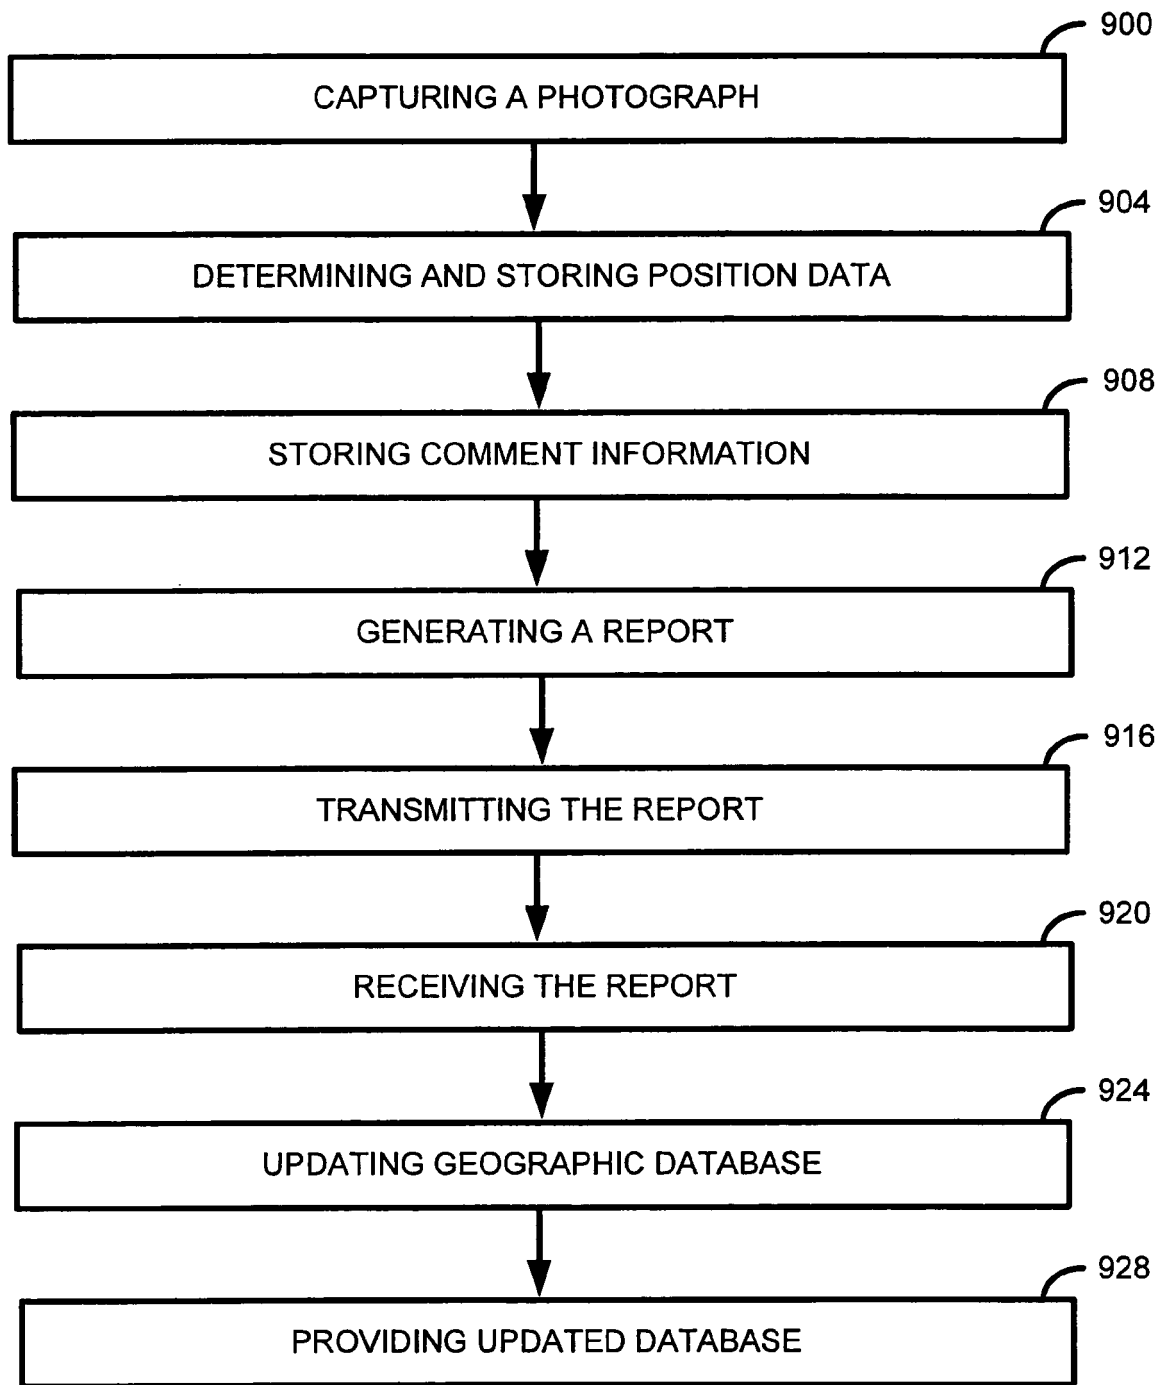 900
CAPTURING A PHOTOGRAPH
904
DETERMINING AND STORING POSITION DATA
908
STORING COMMENT INFORMATION
912
GENERATING A REPORT
916
TRANSMITTING THE REPORT
920
RECEIVING THE REPORT
924
UPDATING GEOGRAPHIC DATABASE
928
PROVIDING UPDATED DATABASE